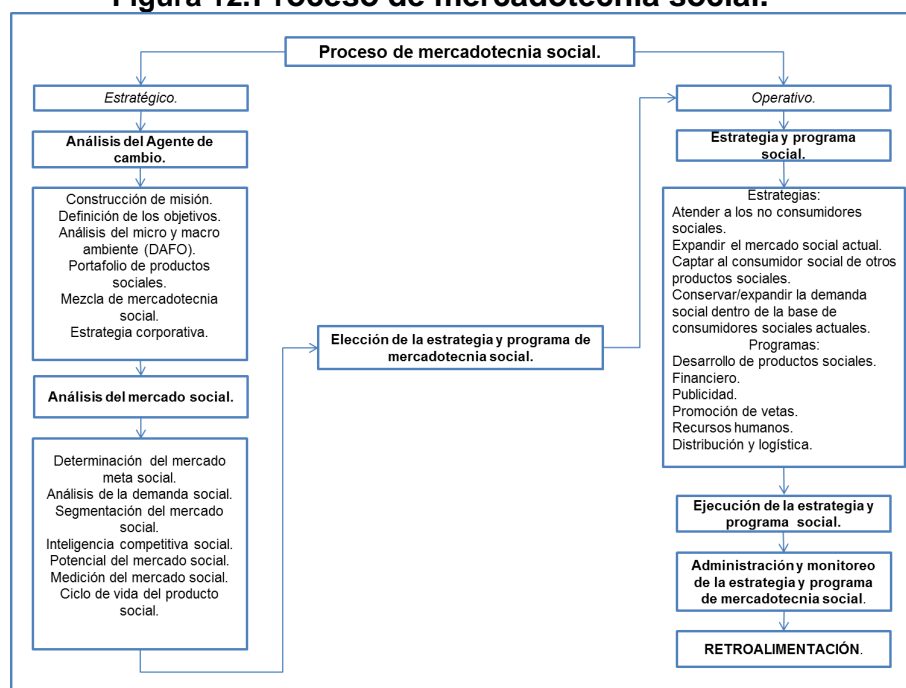 Figura 12.Proceso de mercadotecnia social.
Proceso de mercadotecnia social.
Estratégico.
Análisis del Agente de
cambio.
Construcción de misión.
Definición de los objetivos.
Análisis del micro y macro
ambiente (DAFO).
Portafolio de productos
sociales.
Mezcla de mercadotecnia
social.
Estrategia corporativa.
Análisis del mercado social.
Determinación del mercado
meta social.
Análisis de la demanda social.
Segmentación del mercado
social.
Inteligencia competitiva social.
Potencial del mercado social.
Medición del mercado social.
Ciclo de vida del producto
social.
Elección de la estrategia y programa de
mercadotecnia social.
Operativo.
Estrategia y programa
social.
Estrategias:
Atender a los no consumidores
sociales.
Expandir el mercado social actual.
Captar al consumidor social de otros
productos sociales.
Conservar/expandir la demanda
social dentro de la base de
consumidores sociales actuales.
Programas:
Desarrollo de productos sociales.
Financiero.
Publicidad.
Promoción de vetas.
Recursos humanos.
Distribución y logística.
Ejecución de la estrategia y
programa social.
Administración y monitoreo
de la estrategia y programa
de mercadotecnia social.
RETROALIMENTACIÓN.